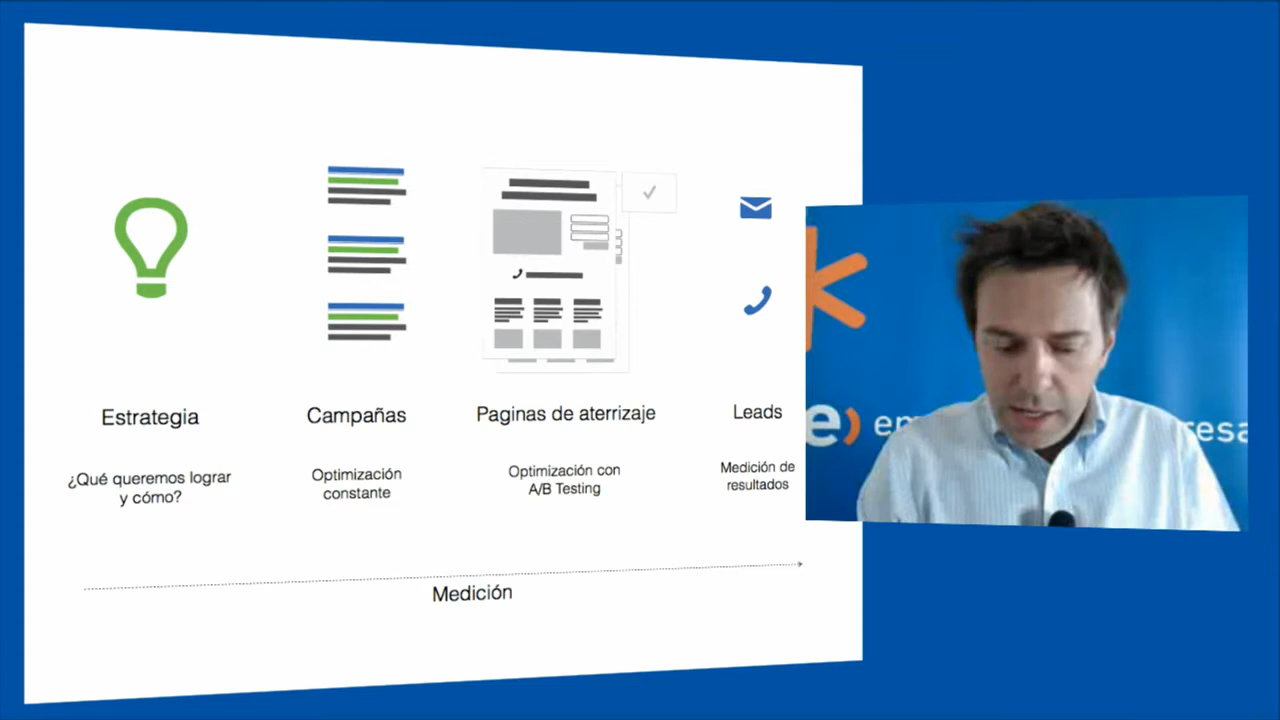 Estrategia
Campañas
Paginas de aterrizaje
Leads
¿Qué queremos lograr
y cómo?
Optimización
constante
Optimización con
A/B Testing
Medición de
resultados
Medición
e)